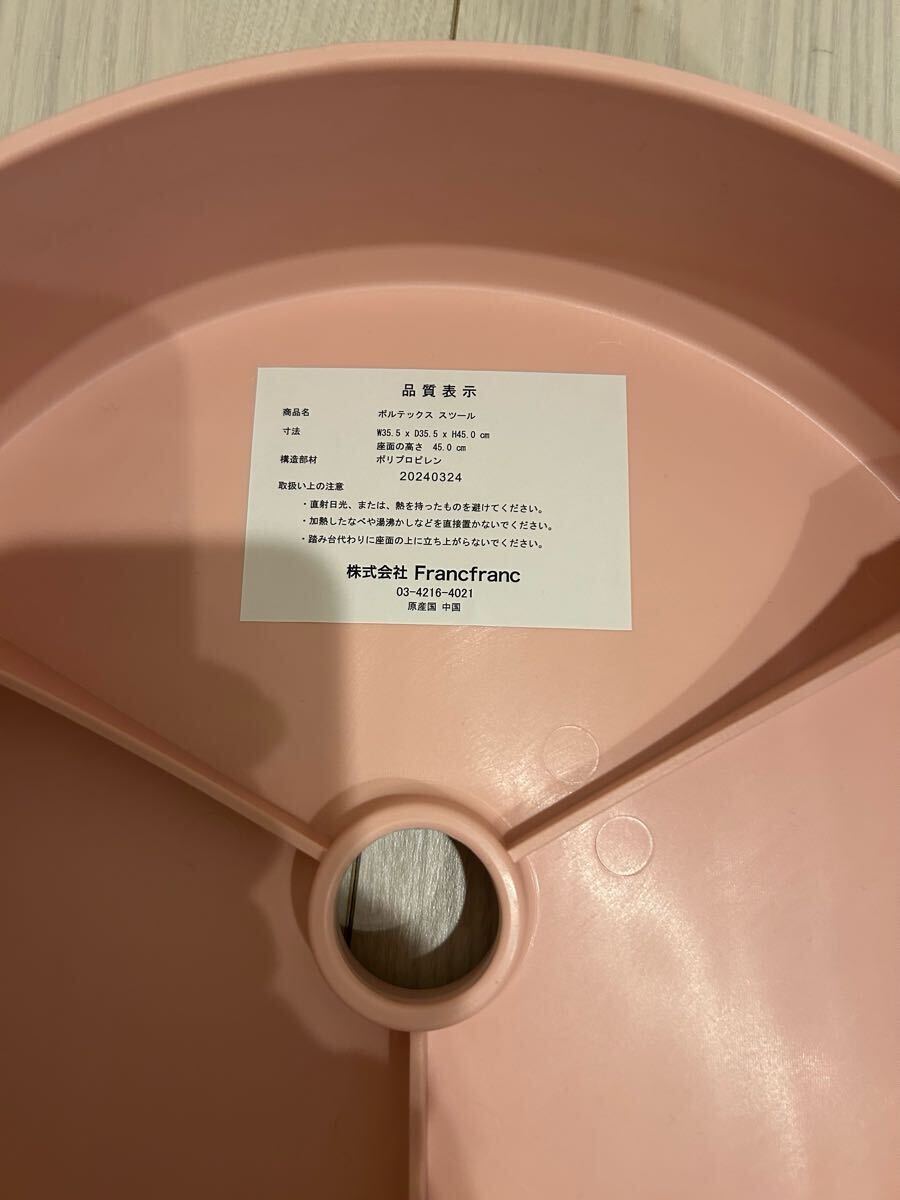 品質表示
商品名 ボルテックス スツール
寸法 W35.5 x D35.5 x H45.0 cm
座面の高さ 45.0 cm
構造部材 ポリプロピレン
20240324
取扱い上の注意
・直射日光、または、熱を持ったものを避けてください。
・加熱したなべや湯沸かしなどを直接置かないでください。
・踏み台代わりに座面の上に立ち上がらないでください。
株式会社 Francfranc
03-4216-4021
原産国 中国